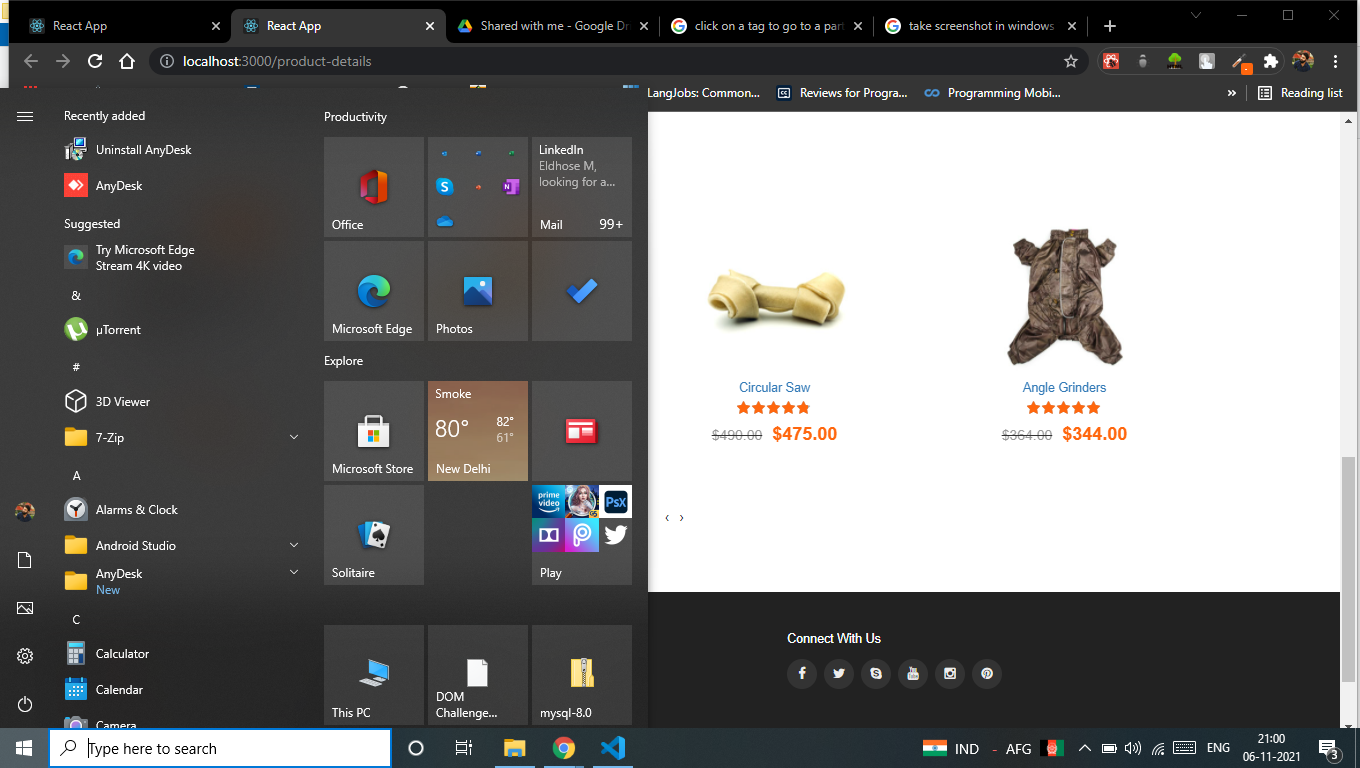 React App
React App
Shared with me - Google Dr
click on a tag to go to a part
take screenshot in windows
localhost:3000/product-details
LangJobs: Common...
Reviews for Progra...
Programming Mobi...
»
Reading list
Recently added
Uninstall AnyDesk
AnyDesk
Suggested
Try Microsoft Edge
Stream 4K video
&
µTorrent
#
3D Viewer
7-Zip
A
Alarms & Clock
Android Studio
AnyDesk
New
C
Calculator
Calendar
Camera
Productivity
Office
LinkedIn
Eldhose M,
looking for a...
Mail 99+
Microsoft Edge
Photos
Explore
Microsoft Store
Smoke
80° 82°
61°
New Delhi
Solitaire
prime
video
PsX
Play
This PC
DOM
Challenge...
mysql-8.0
Circular Saw
$490.00 $475.00
Angle Grinders
$364.00 $344.00
‹ ›
Connect With Us
Type here to search
IND - AFG
ENG
21:00
06-11-2021
3